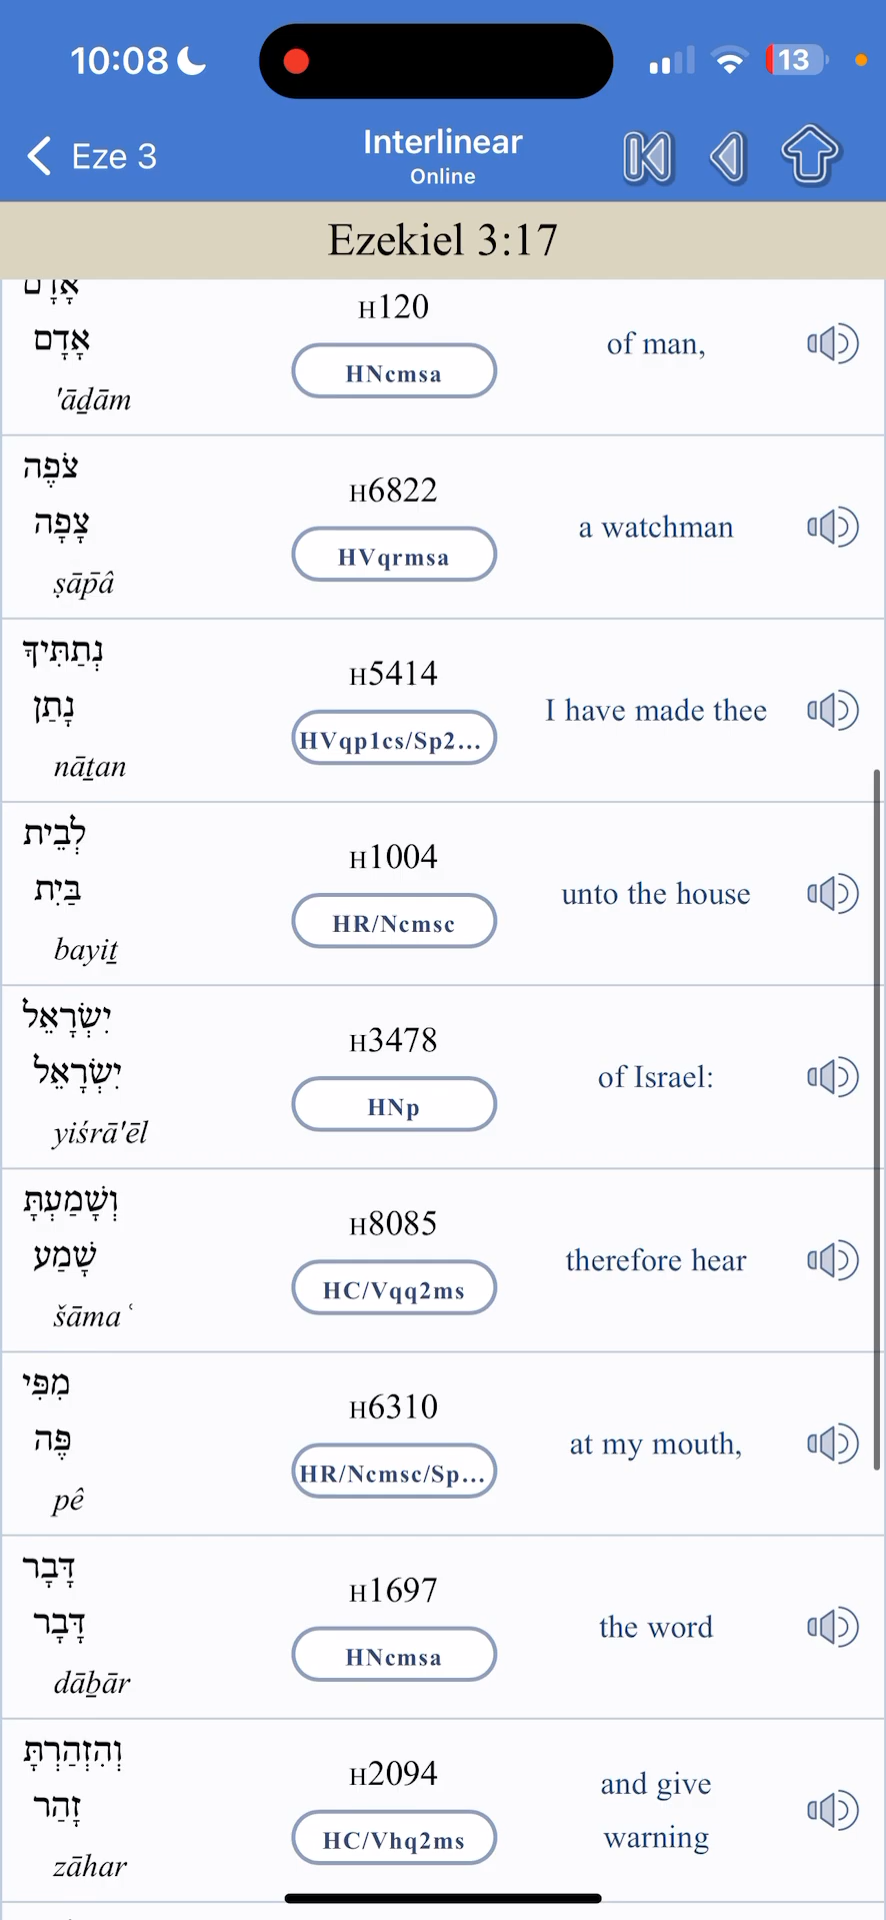 10:08
13
Eze 3
Interlinear
Online
Ezekiel 3:17
אָדָם
אָדָם
'āḏām
H120
HNcmsa
of man,
צֹפֶה
צָפָה
ṣāp̄â
H6822
HVqrmsa
a watchman
נְתַתִּיךָ
נָתַן
nāṯan
H5414
HVqp1cs/Sp2...
I have made thee
לְבֵית
בַּיִת
bayiṯ
H1004
HR/Ncmsc
unto the house
יִשְׂרָאֵל
יִשְׂרָאֵל
yiśrā'ēl
H3478
HNp
of Israel:
וְשָׁמַעְתָּ
שָׁמַע
šāmaʿ
H8085
HC/Vqq2ms
therefore hear
מִפִּי
פֶּה
pê
H6310
HR/Ncmsc/Sp...
at my mouth,
דָּבָר
דָּבָר
dāḇār
H1697
HNcmsa
the word
וְהִזְהַרְתָּ
זָהַר
zāhar
H2094
HC/Vhq2ms
and give
warning